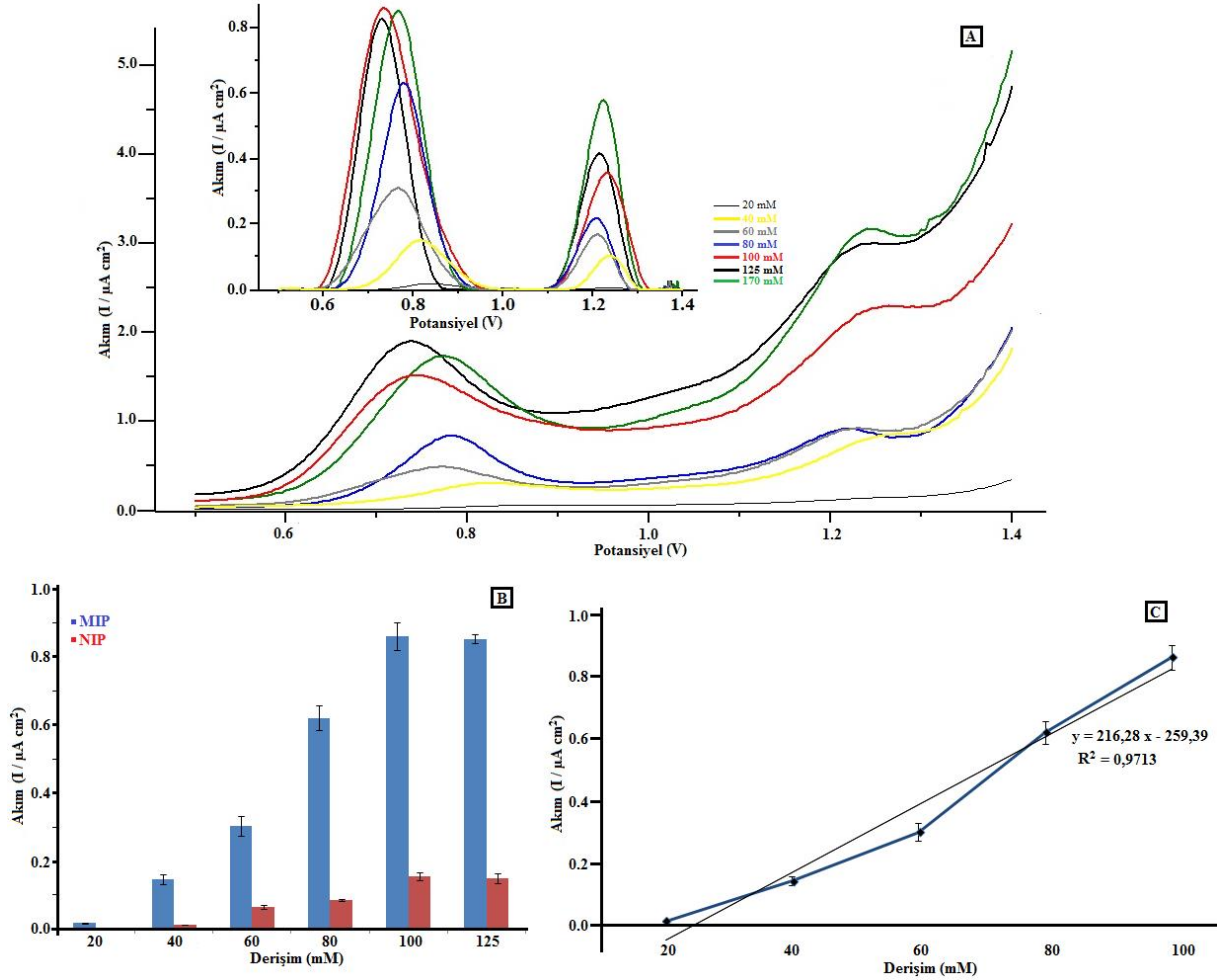 A
Akım (I / µA cm²)
5.0
4.0
3.0
2.0
1.0
0.0
0.6
0.8
1.0
1.2
1.4
Potansiyel (V)
Akım (I / µA cm²)
0.8
0.6
0.4
0.2
0.0
0.6
0.8
1.0
1.2
1.4
Potansiyel (V)
20 mM
40 mM
60 mM
80 mM
100 mM
125 mM
170 mM
B
MIP
NIP
Akım (I / µA cm²)
1.0
0.8
0.6
0.4
0.2
0.0
20
40
60
80
100
125
Derişim (mM)
C
Akım (I / µA cm²)
1.0
0.8
0.6
0.4
0.2
0.0
y = 216,28 x - 259,39
R² = 0,9713
20
40
60
80
100
Derişim (mM)